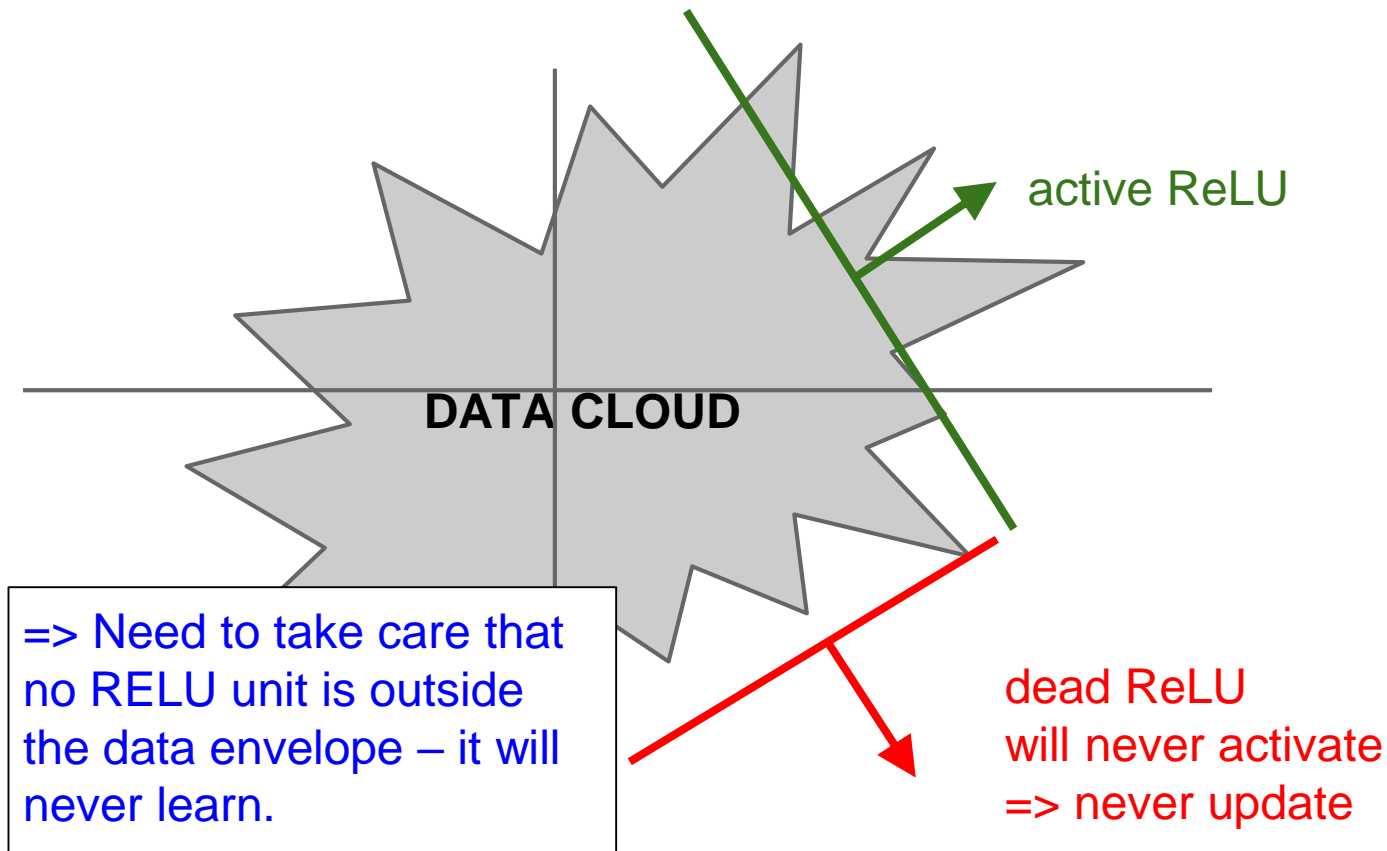 active ReLU
DATA CLOUD
=> Need to take care that
no RELU unit is outside
the data envelope – it will
never learn.
dead ReLU
will never activate
=> never update